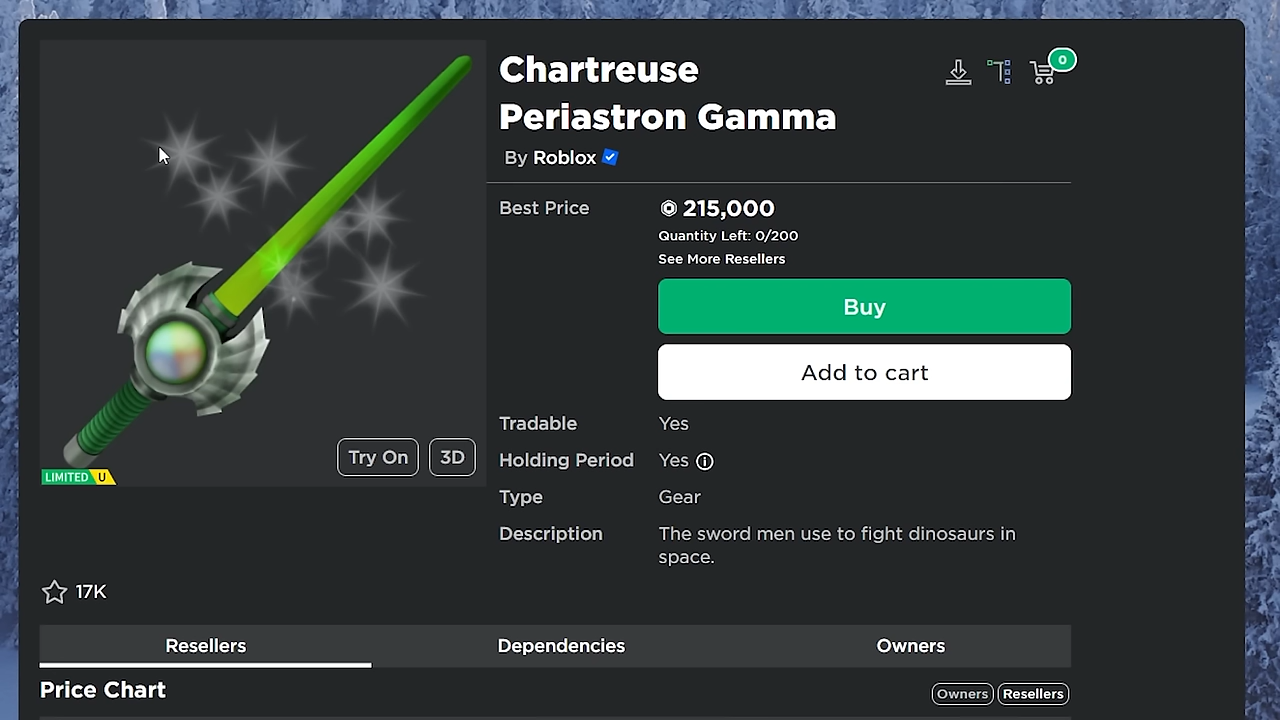 Chartreuse
Periastron Gamma
0
By Roblox
Best Price
215,000
Quantity Left: 0/200
See More Resellers
Buy
Add to cart
Tradable Yes
Holding Period Yes
Type Gear
Description The sword men use to fight dinosaurs in
space.
Try On 3D
LIMITED U
17K
Resellers Dependencies Owners
Price Chart Owners Resellers